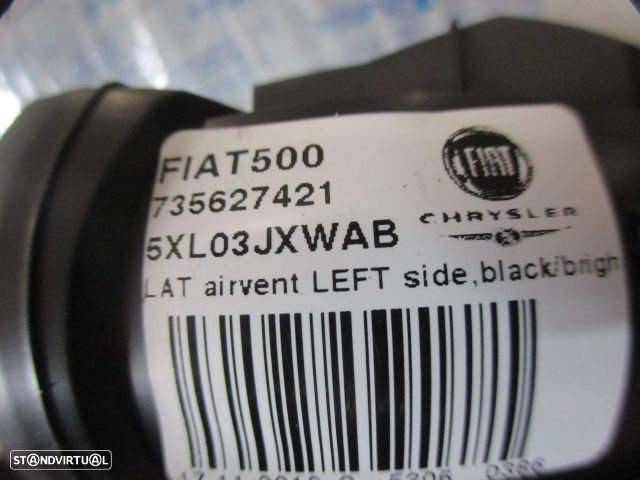 FIAT500
735627421
5XL03JXWAB
LAT airvent LEFT side,black/brigh
FIAT
CHRYSLER
STANDVIRTUAL